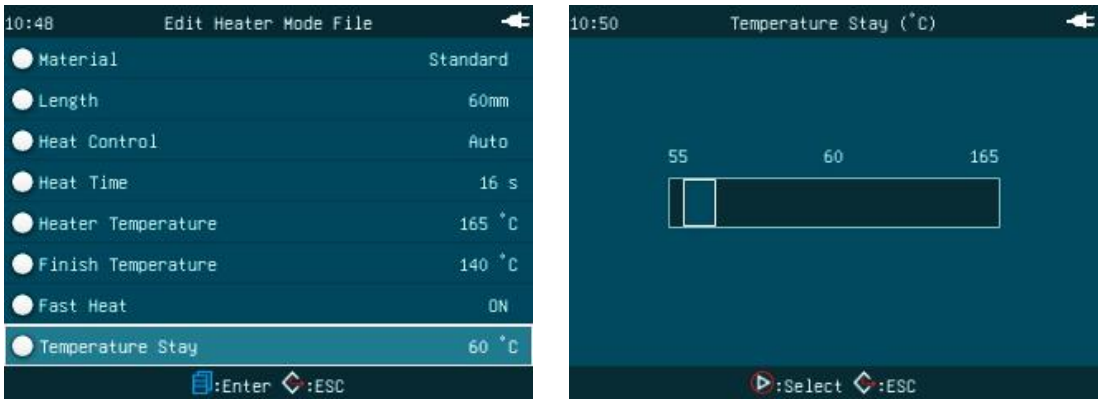 10:48 Edit Heater Mode File
Material Standard
Length 60mm
Heat Control Auto
Heat Time 16 s
Heater Temperature 165 °C
Finish Temperature 140 °C
Fast Heat ON
Temperature Stay 60 °C
:Enter :ESC
10:50 Temperature Stay (°C)
55 60 165
:Select :ESC